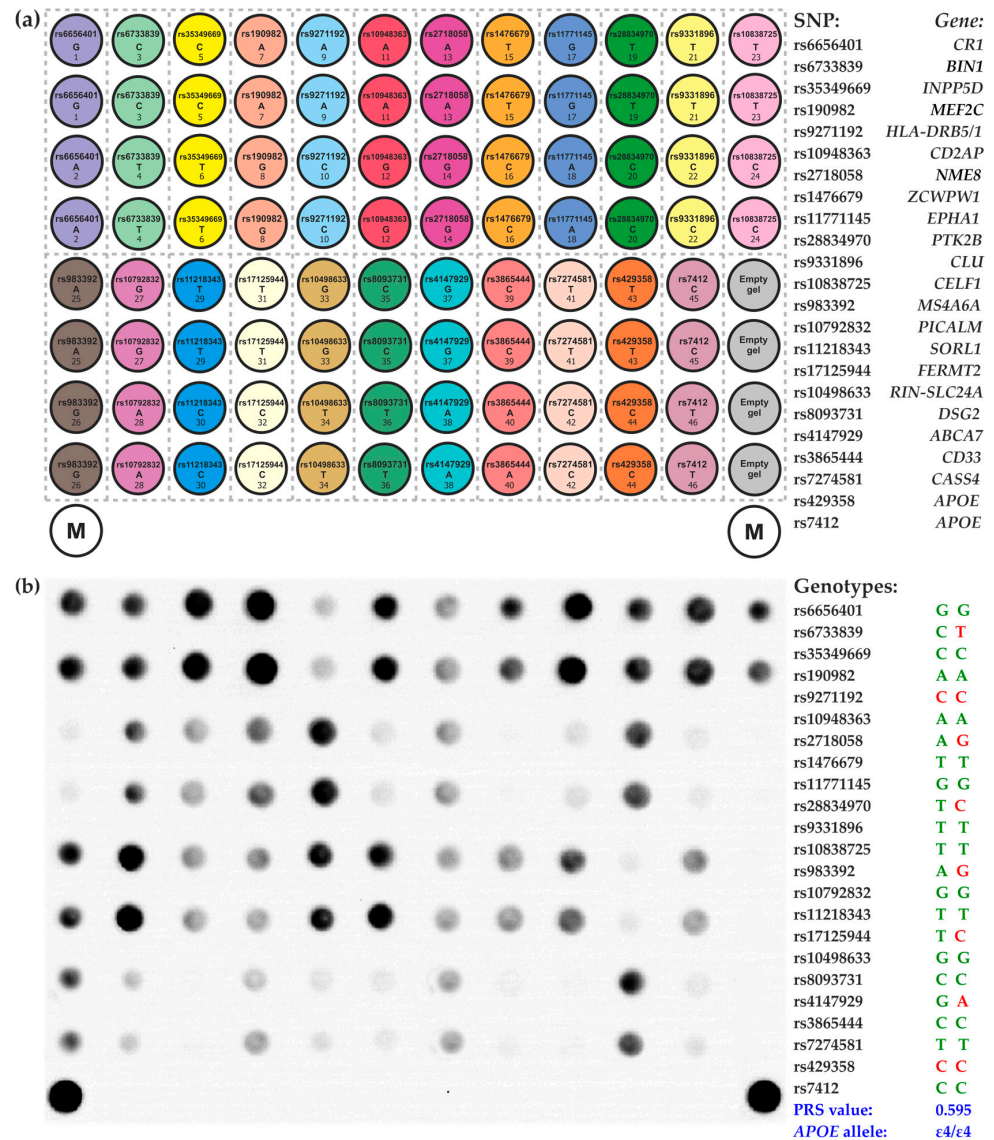 (a)
SNP: Gene:
rs6656401 CR1
rs6733839 BIN1
rs35349669 INPP5D
rs190982 MEF2C
rs9271192 HLA-DRB5/1
rs10948363 CD2AP
rs2718058 NME8
rs1476679 ZCWPW1
rs11771145 EPHA1
rs28834970 PTK2B
rs9331896 CLU
rs10838725 CELF1
rs983392 MS4A6A
rs10792832 PICALM
rs11218343 SORL1
rs17125944 FERMT2
rs10498633 RIN-SLC24A
rs8093731 DSG2
rs4147929 ABCA7
rs3865444 CD33
rs7274581 CASS4
rs429358 APOE
rs7412 APOE
rs6656401 rs6733839 rs35349669 rs190982 rs9271192 rs10948363 rs2718058 rs1476679 rs11771145 rs28834970 rs9331896 rs10838725
G C C A A A A T G T T T
1 3 5 7 9 11 13 15 17 19 21 23
rs6656401 rs6733839 rs35349669 rs190982 rs9271192 rs10948363 rs2718058 rs1476679 rs11771145 rs28834970 rs9331896 rs10838725
G C C A A A A T G T T T
1 3 5 7 9 11 13 15 17 19 21 23
rs6656401 rs6733839 rs35349669 rs190982 rs9271192 rs10948363 rs2718058 rs1476679 rs11771145 rs28834970 rs9331896 rs10838725
A T T G C G G C A C C C
2 4 6 8 10 12 14 16 18 20 22 24
rs6656401 rs6733839 rs35349669 rs190982 rs9271192 rs10948363 rs2718058 rs1476679 rs11771145 rs28834970 rs9331896 rs10838725
A T T G C G G C A C C C
2 4 6 8 10 12 14 16 18 20 22 24
rs983392 rs10792832 rs11218343 rs17125944 rs10498633 rs8093731 rs4147929 rs3865444 rs7274581 rs429358 rs7412 Empty
A G T T G C G C T T C gel
25 27 29 31 33 35 37 39 41 43 45
rs983392 rs10792832 rs11218343 rs17125944 rs10498633 rs8093731 rs4147929 rs3865444 rs7274581 rs429358 rs7412 Empty
A G T T G C G C T T C gel
25 27 29 31 33 35 37 39 41 43 45
rs983392 rs10792832 rs11218343 rs17125944 rs10498633 rs8093731 rs4147929 rs3865444 rs7274581 rs429358 rs7412 Empty
G A C C T T A A C C T gel
26 28 30 32 34 36 38 40 42 44 46
rs983392 rs10792832 rs11218343 rs17125944 rs10498633 rs8093731 rs4147929 rs3865444 rs7274581 rs429358 rs7412 Empty
G A C C T T A A C C T gel
26 28 30 32 34 36 38 40 42 44 46
M M
(b)
Genotypes:
rs6656401 G G
rs6733839 C T
rs35349669 C C
rs190982 A A
rs9271192 C C
rs10948363 A A
rs2718058 A G
rs1476679 T T
rs11771145 G G
rs28834970 T C
rs9331896 T T
rs10838725 T T
rs983392 A G
rs10792832 G G
rs11218343 T T
rs17125944 T C
rs10498633 G G
rs8093731 C C
rs4147929 G A
rs3865444 C C
rs7274581 T T
rs429358 C C
rs7412 C C
PRS value: 0.595
APOE allele: ε4/ε4